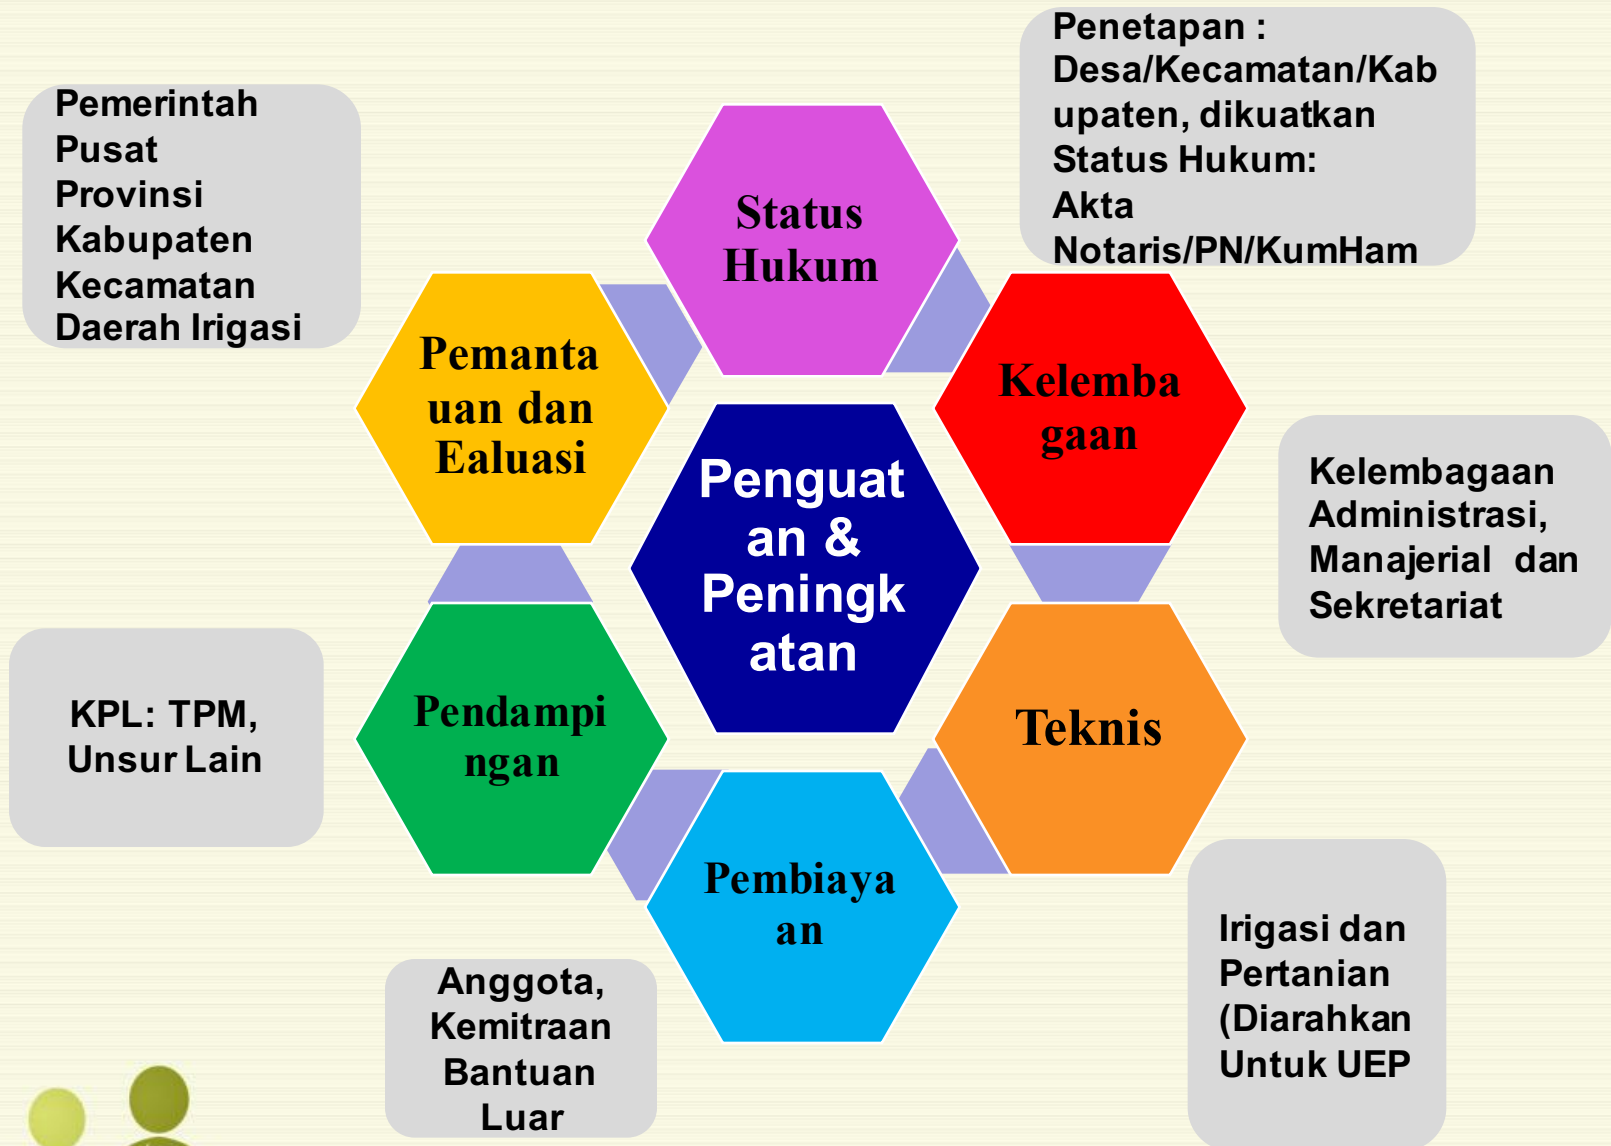 Penetapan :
Desa/Kecamatan/Kab
upaten, dikuatkan
Status Hukum:
Akta
Notaris/PN/KumHam
Pemerintah
Pusat
Provinsi
Kabupaten
Kecamatan
Daerah Irigasi
Status
Hukum
Pemanta
uan dan
Ealuasi
Kelemba
gaan
Penguat
an &
Peningk
atan
Kelembagaan
Administrasi,
Manajerial dan
Sekretariat
KPL: TPM,
Unsur Lain
Pendampi
ngan
Teknis
Pembiaya
an
Anggota,
Kemitraan
Bantuan
Luar
Irigasi dan
Pertanian
(Diarahkan
Untuk UEP